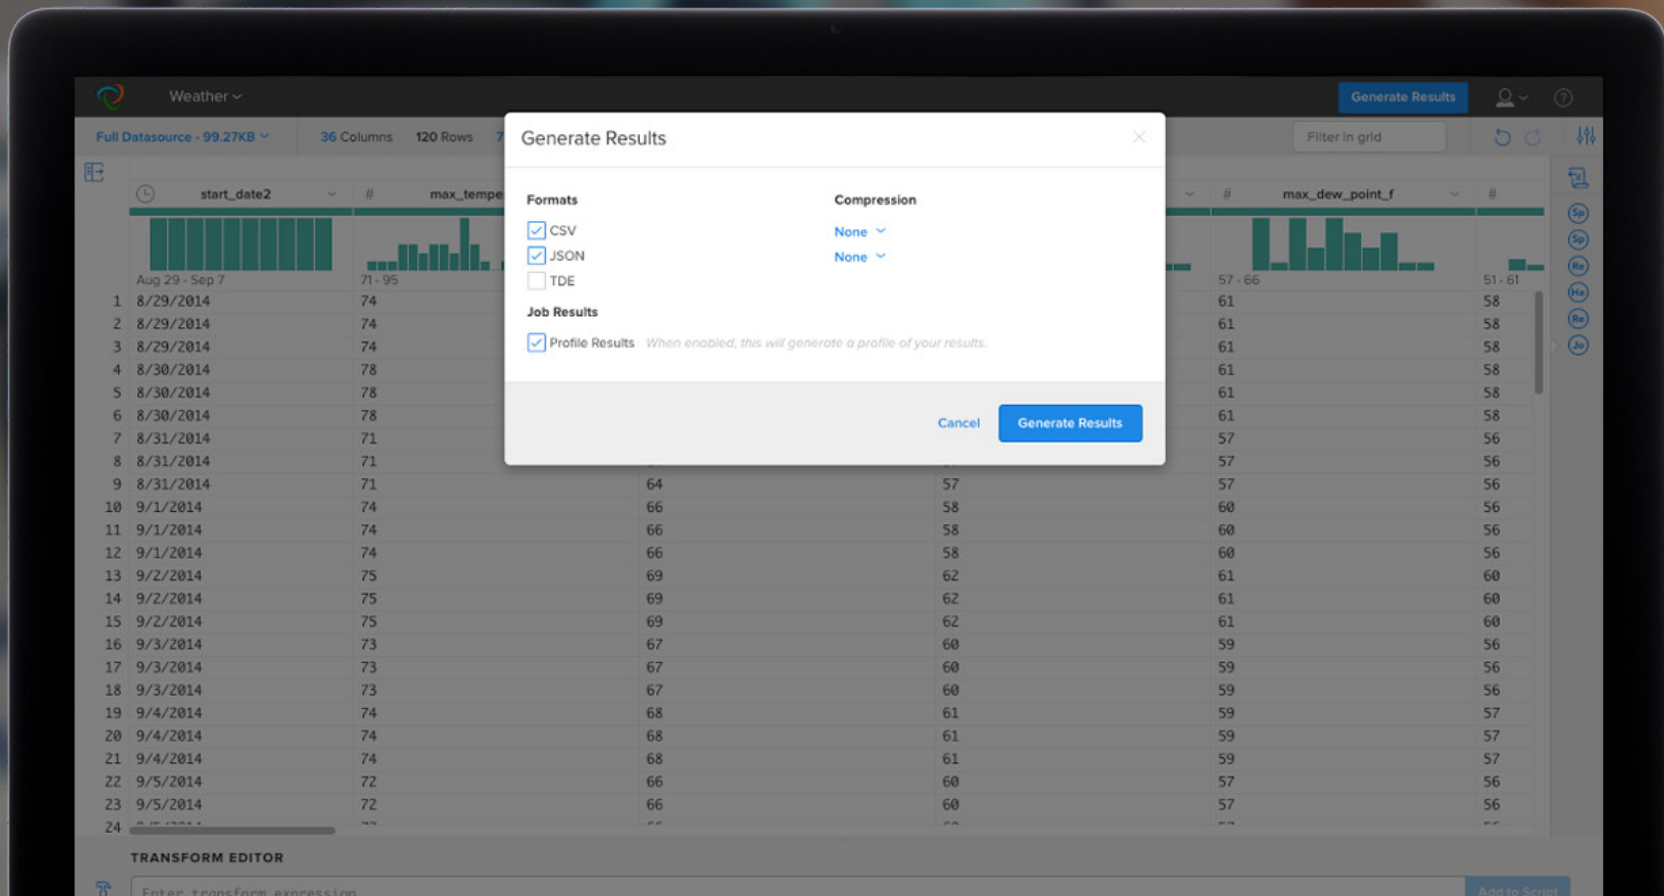 Weather
Generate Results
Full Datasource - 99.27KB
36 Columns 120 Rows 7
Filter in grid
Generate Results
Formats Compression
CSV None
JSON None
TDE
Job Results
Profile Results When enabled, this will generate a profile of your results.
Cancel Generate Results
start_date2 # max_tempe # max_dew_point_f #
Aug 29 - Sep 7 71 - 95 57 - 66 51 - 61
Sp
Sp
Re
He
Re
Jo
1 8/29/2014 74 61 58
2 8/29/2014 74 61 58
3 8/29/2014 74 61 58
4 8/30/2014 78 61 58
5 8/30/2014 78 61 58
6 8/30/2014 78 61 58
7 8/31/2014 71 57 56
8 8/31/2014 71 57 56
9 8/31/2014 71 64 57 57 56
10 9/1/2014 74 66 58 60 56
11 9/1/2014 74 66 58 60 56
12 9/1/2014 74 66 58 60 56
13 9/2/2014 75 69 62 61 60
14 9/2/2014 75 69 62 61 60
15 9/2/2014 75 69 62 61 60
16 9/3/2014 73 67 60 59 56
17 9/3/2014 73 67 60 59 56
18 9/3/2014 73 67 60 59 56
19 9/4/2014 74 68 61 59 57
20 9/4/2014 74 68 61 59 57
21 9/4/2014 74 68 61 59 57
22 9/5/2014 72 66 60 57 56
23 9/5/2014 72 66 60 57 56
24
TRANSFORM EDITOR
Enter transform expression
Add to Script